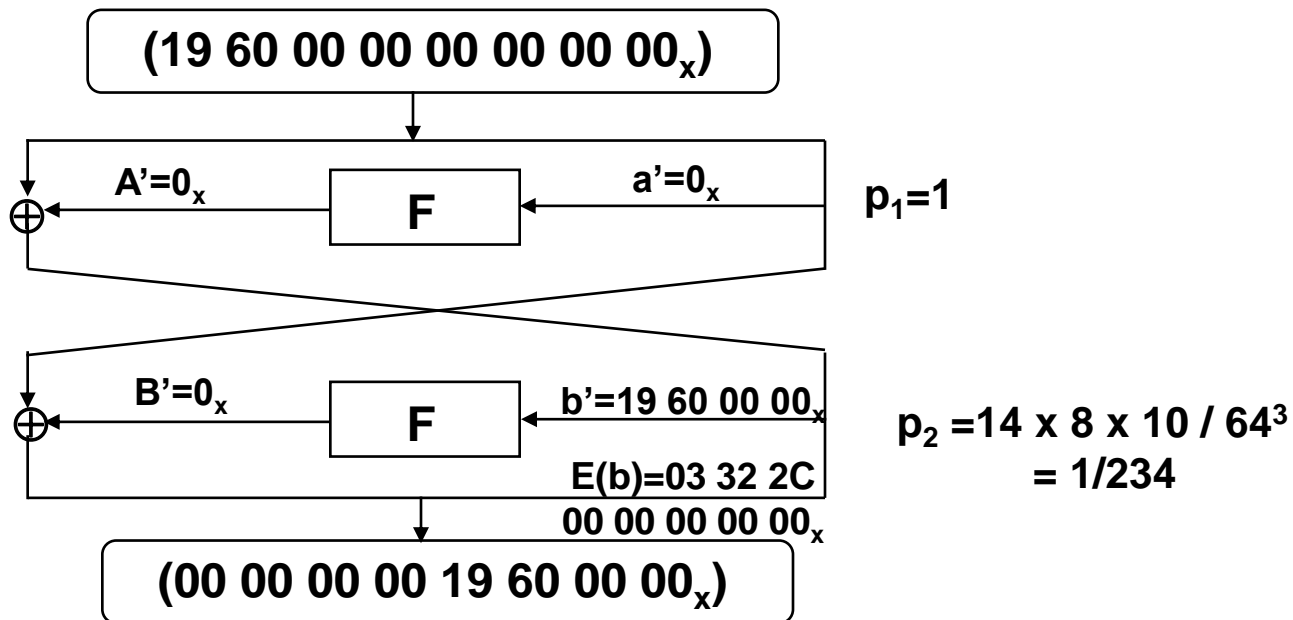 (19 60 00 00 00 00 00 00ₓ)
A’=0ₓ
F
a’=0ₓ
p₁=1
B’=0ₓ
F
b’=19 60 00 00ₓ
p₂ =14 x 8 x 10 / 64³
= 1/234
E(b)=03 32 2C
00 00 00 00 00ₓ
(00 00 00 00 19 60 00 00ₓ)